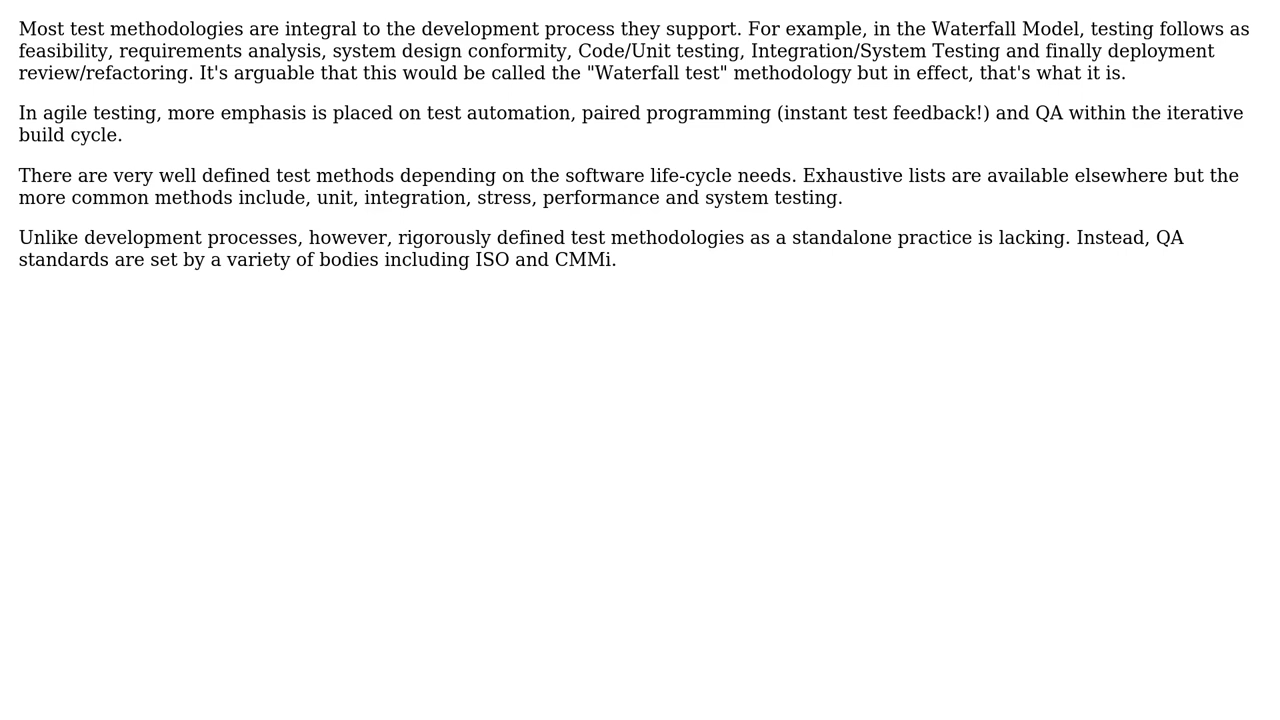 Most test methodologies are integral to the development process they support. For example, in the Waterfall Model, testing follows as
feasibility, requirements analysis, system design conformity, Code/Unit testing, Integration/System Testing and finally deployment
review/refactoring. It's arguable that this would be called the "Waterfall test" methodology but in effect, that's what it is.
In agile testing, more emphasis is placed on test automation, paired programming (instant test feedback!) and QA within the iterative
build cycle.
There are very well defined test methods depending on the software life-cycle needs. Exhaustive lists are available elsewhere but the
more common methods include, unit, integration, stress, performance and system testing.
Unlike development processes, however, rigorously defined test methodologies as a standalone practice is lacking. Instead, QA
standards are set by a variety of bodies including ISO and CMMi.